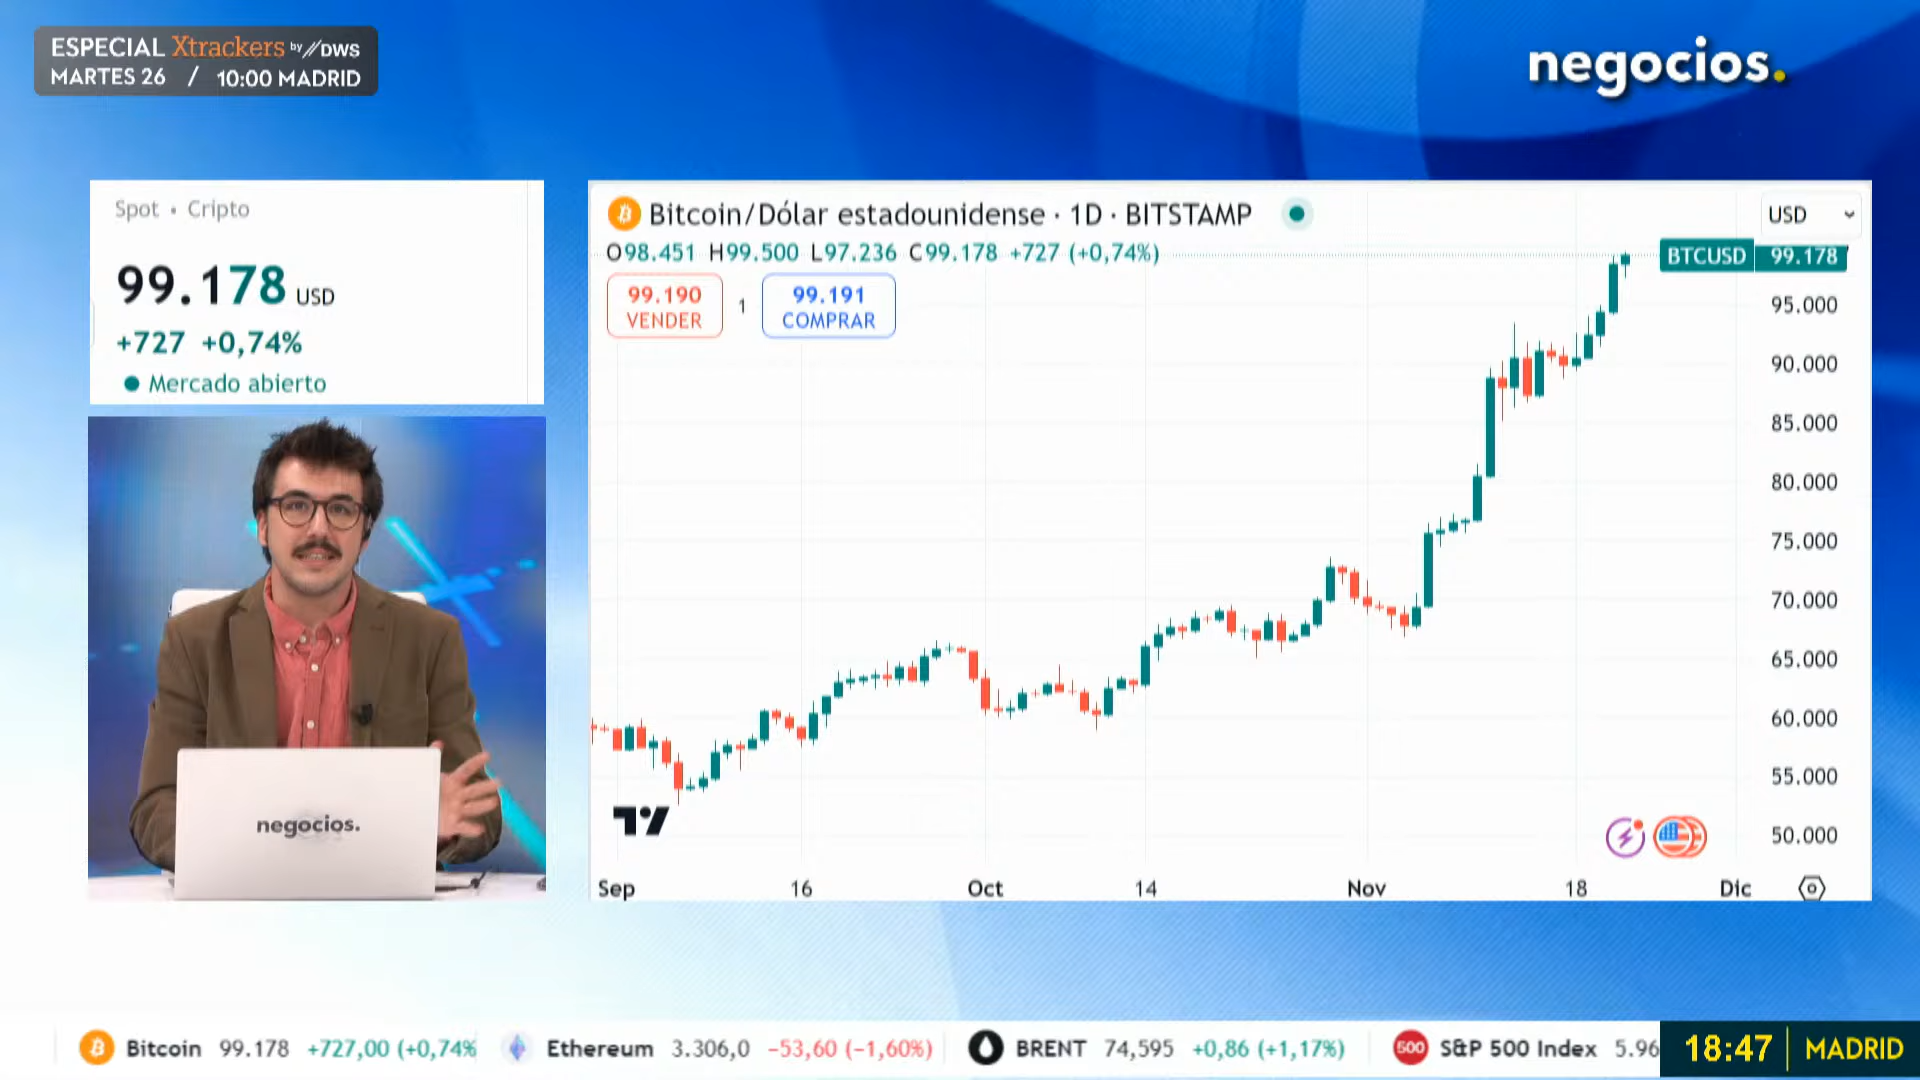 ESPECIAL Xtrackers by DWS
MARTES 26 / 10:00 MADRID
negocios.
Spot • Cripto
99.178 USD
+727 +0,74%
Mercado abierto
Bitcoin/Dólar estadounidense · 1D · BITSTAMP
USD
O98.451 H99.500 L97.236 C99.178 +727 (+0,74%)
BTCUSD 99.178
99.190
VENDER
1
99.191
COMPRAR
95.000
90.000
85.000
80.000
75.000
70.000
65.000
60.000
55.000
50.000
Sep 16 Oct 14 Nov 18 Dic
negocios.
Bitcoin 99.178 +727,00 (+0,74% Ethereum 3.306,0 −53,60 (−1,60%) BRENT 74,595 +0,86 (+1,17%) 500 S&P 500 Index 5.96
18:47 MADRID